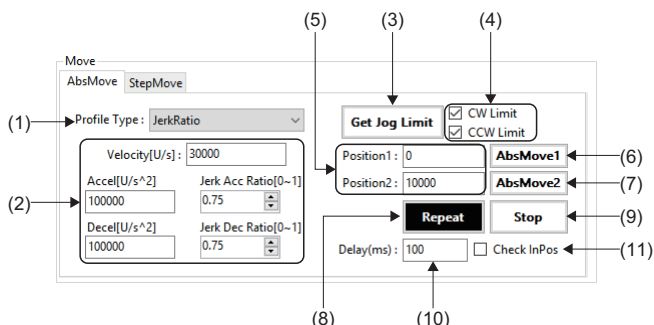 (5) (3) (4)
Move
AbsMove StepMove
(1) Profile Type : JerkRatio
Get Jog Limit
CW Limit
CCW Limit
(2)
Velocity[U/s] : 30000
Accel[U/s^2] Jerk Acc Ratio[0~1]
100000 0.75
Decel[U/s^2] Jerk Dec Ratio[0~1]
100000 0.75
Position1 : 0 AbsMove1 (6)
Position2 : 10000 AbsMove2 (7)
Repeat Stop (9)
Delay(ms) : 100 Check InPos (11)
(8) (10)